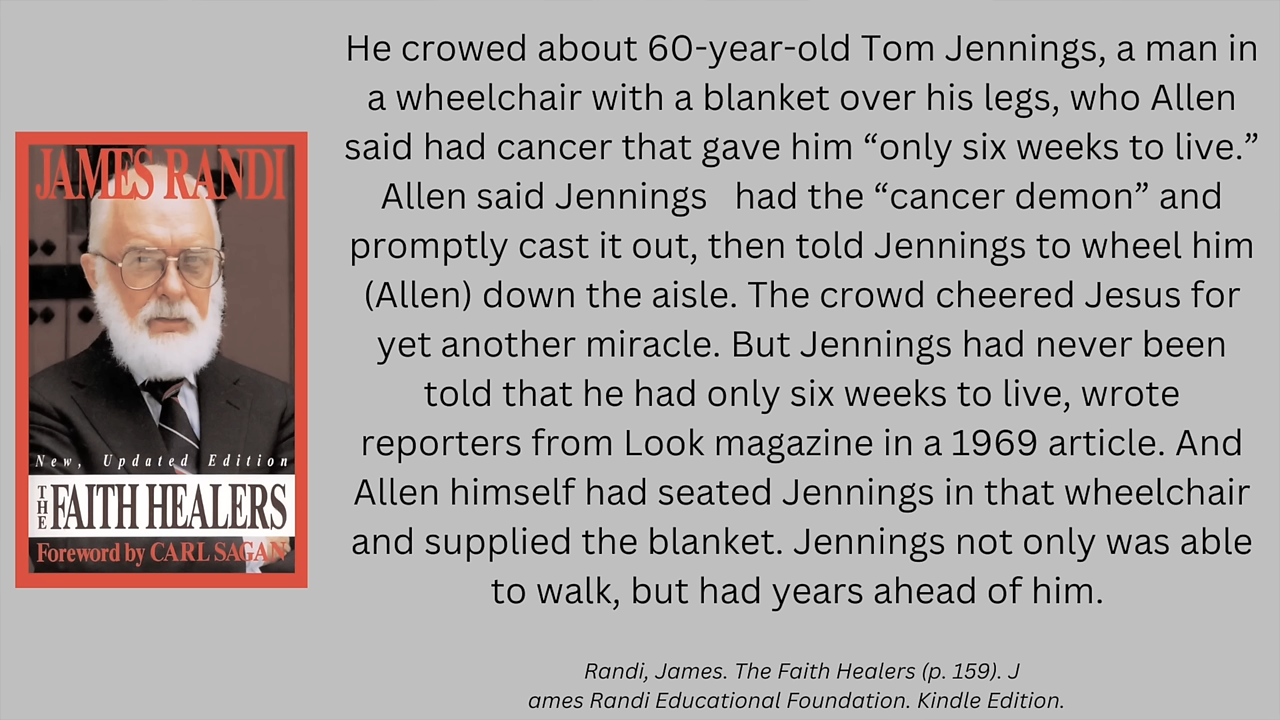 JAMES RANDI
New, Updated Edition
THE FAITH HEALERS
Foreword by CARL SAGAN
He crowed about 60-year-old Tom Jennings, a man in
a wheelchair with a blanket over his legs, who Allen
said had cancer that gave him “only six weeks to live.”
Allen said Jennings   had the “cancer demon” and
promptly cast it out, then told Jennings to wheel him
(Allen) down the aisle. The crowd cheered Jesus for
yet another miracle. But Jennings had never been
told that he had only six weeks to live, wrote
reporters from Look magazine in a 1969 article. And
Allen himself had seated Jennings in that wheelchair
and supplied the blanket. Jennings not only was able
to walk, but had years ahead of him.
Randi, James. The Faith Healers (p. 159). J
ames Randi Educational Foundation. Kindle Edition.